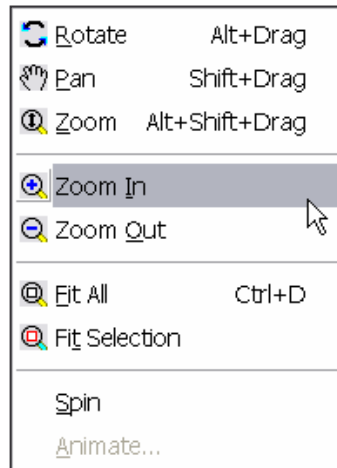 Rotate Alt+Drag
Pan Shift+Drag
Zoom Alt+Shift+Drag
Zoom In
Zoom Out
Fit All Ctrl+D
Fit Selection
Spin
Animate...